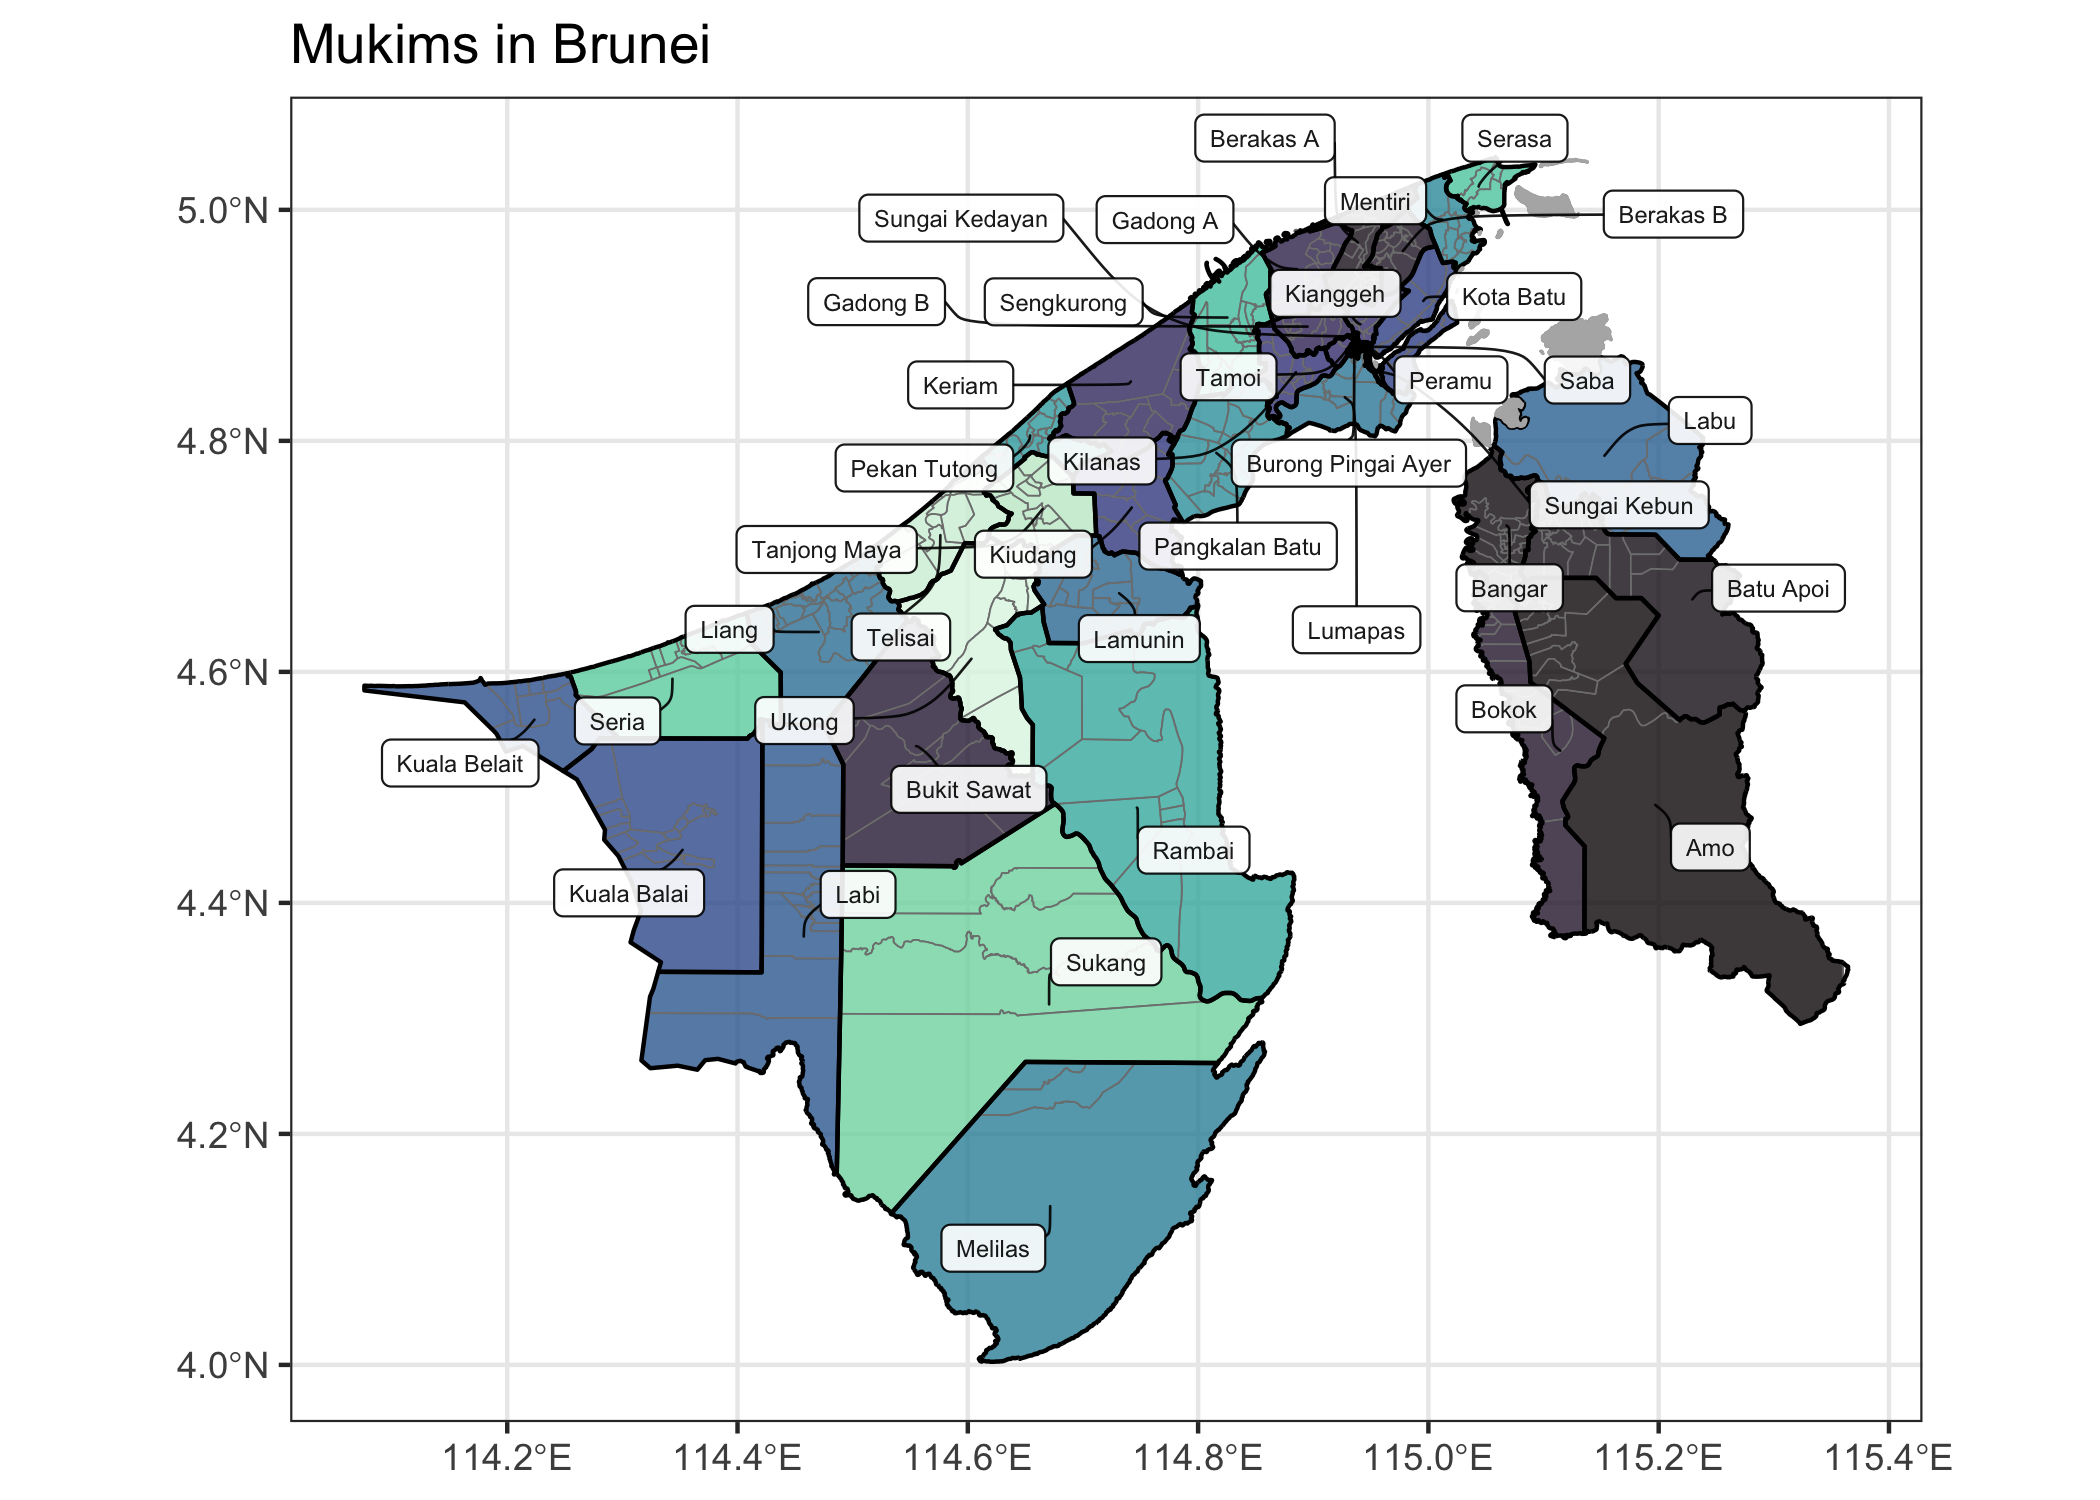 Mukims in Brunei
Berakas A
Serasa
Mentiri
Sungai Kedayan
Gadong A
Berakas B
5.0°N
Gadong B
Sengkurong
Kianggeh
Kota Batu
Keriam
Tamoi
Peramu
Saba
Labu
4.8°N
Pekan Tutong
Kilanas
Burong Pingai Ayer
Sungai Kebun
Tanjong Maya
Kiudang
Pangkalan Batu
Bangar
Batu Apoi
Liang
Telisai
Lamunin
Lumapas
4.6°N
Seria
Ukong
Bokok
Kuala Belait
Bukit Sawat
Rambai
Amo
Kuala Balai
Labi
4.4°N
Sukang
4.2°N
Melilas
4.0°N
114.2°E
114.4°E
114.6°E
114.8°E
115.0°E
115.2°E
115.4°E